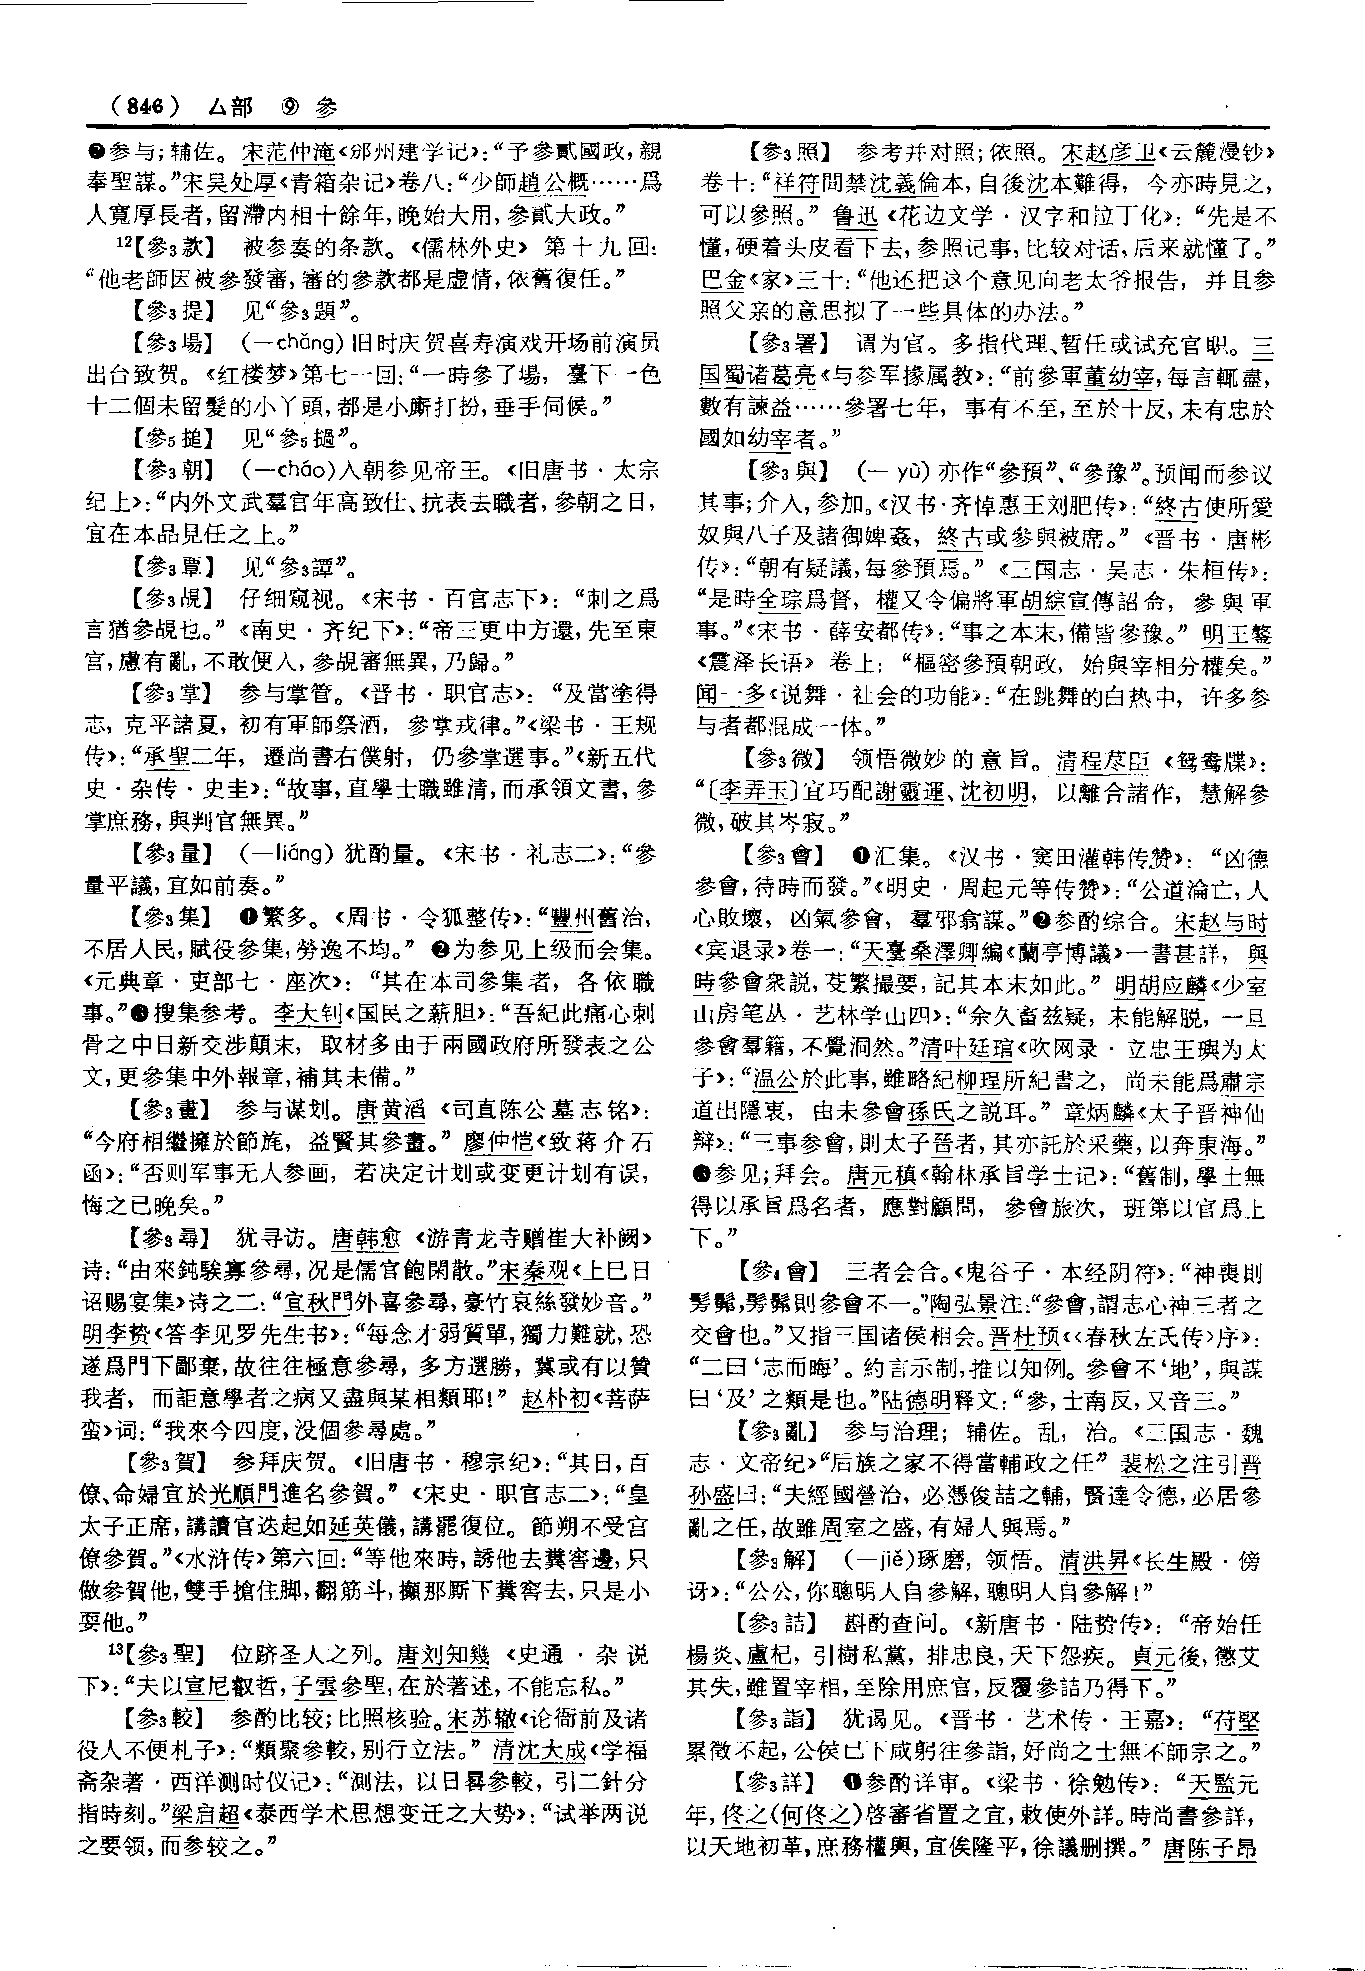 （846） 厶部 ⑨ 參
❷参与；辅佐。宋范仲淹《邠州建学记》：“予參貳國政，親
奉聖謀。”宋吴处厚《青箱杂记》卷八：“少師趙公概……爲
人寬厚長者，留滯内相十餘年，晚始大用，參貳大政。”
12【參3款】 被参奏的条款。《儒林外史》第十九回：
“他老師因被參發審，審的參款都是虚情，依舊復任。”
【參3提】 见“參3題”。
【參3場】 （—chǎng）旧时庆贺喜寿演戏开场前演员
出台致贺。《红楼梦》第七一回：“一時參了場，臺下一色
十二個未留髮的小丫頭，都是小廝打扮，垂手伺候。”
【參5搥】 见“參5撾”。
【參3朝】 （—cháo）入朝参见帝王。《旧唐书·太宗
纪上》：“内外文武羣官年高致仕、抗表去職者，參朝之日，
宜在本品見任之上。”
【參3覃】 见“參3譚”。
【參3覘】 仔细窥视。《宋书·百官志下》：“刺之爲
言猶參覘也。”《南史·齐纪下》：“帝三更中方還，先至東
宫，慮有亂，不敢便入，參覘審無異，乃歸。”
【參3掌】 参与掌管。《晋书·职官志》：“及當塗得
志，克平諸夏，初有軍師祭酒，參掌戎律。”《梁书·王规
传》：“承聖二年，遷尚書右僕射，仍參掌選事。”《新五代
史·杂传·史圭》：“故事，直學士職雖清，而承領文書，參
掌庶務，與判官無異。”
【參3量】 （—liáng）犹酌量。《宋书·礼志二》：“參
量平議，宜如前奏。”
【參3集】 ❶繁多。《周书·令狐整传》：“豐州舊治，
不居人民，賦役參集，勞逸不均。” ❷为参见上级而会集。
《元典章·吏部七·座次》：“其在本司參集者，各依職
事。”❸搜集参考。李大钊《国民之薪胆》：“吾紀此痛心刺
骨之中日新交涉顛末，取材多由于兩國政府所發表之公
文，更參集中外報章，補其未備。”
【參3畫】 参与谋划。唐黄滔《司直陈公墓志铭》：
“今府相繼擁於節旄，益賢其參畫。” 廖仲恺《致蒋介石
函》：“否则军事无人参画，若决定计划或变更计划有误，
悔之已晚矣。”
【參3尋】 犹寻访。唐韩愈《游青龙寺赠崔大补阙》
诗：“由來鈍騃寡參尋，况是儒官飽閑散。”宋秦观《上巳日
诏赐宴集》诗之二：“宜秋門外喜參尋，豪竹哀絲發妙音。”
明李贽《答李见罗先生书》：“每念才弱質單，獨力難就，恐
遂爲門下鄙棄，故往往極意參尋，多方選勝，冀或有以贊
我者，而詎意學者之病又盡與某相類耶！” 赵朴初《菩萨
蛮》词：“我來今四度，没個參尋處。”
【參3賀】 参拜庆贺。《旧唐书·穆宗纪》：“其日，百
僚、命婦宜於光順門進名參賀。”《宋史·职官志二》：“皇
太子正席，講讀官迭起如延英儀，講罷復位。節朔不受宫
僚參賀。”《水浒传》第六回：“等他來時，誘他去糞窖邊，只
做參賀他，雙手搶住脚，翻筋斗，攧那厮下糞窖去，只是小
耍他。”
13【參3聖】 位跻圣人之列。唐刘知幾《史通·杂说
下》：“夫以宣尼叡哲，子雲參聖，在於著述，不能忘私。”
【參3較】 参酌比较；比照核验。宋苏辙《论衙前及诸
役人不便札子》：“類聚參較，别行立法。” 清沈大成《学福
斋杂著·西洋测时仪记》：“測法，以日晷參較，引二針分
指時刻。”梁启超《泰西学术思想变迁之大势》：“试举两说
之要领，而参较之。”
【參3照】 参考并对照；依照。宋赵彦卫《云麓漫钞》
卷十：“祥符間禁沈義倫本，自後沈本難得，今亦時見之，
可以參照。” 鲁迅《花边文学·汉字和拉丁化》：“先是不
懂，硬着头皮看下去，参照记事，比较对话，后来就懂了。”
巴金《家》三十：“他还把这个意见向老太爷报告，并且参
照父亲的意思拟了一些具体的办法。”
【參3署】 谓为官。多指代理、暂任或试充官职。三
国蜀诸葛亮《与参军掾属教》：“前參軍董幼宰，每言輒盡，
數有諫益……參署七年，事有不至，至於十反，未有忠於
國如幼宰者。”
【參3與】 （—yù）亦作“參預”、“參豫”。预闻而参议
其事；介入，参加。《汉书·齐悼惠王刘肥传》：“終古使所愛
奴與八子及諸御婢姦，終古或參與被席。”《晋书·唐彬
传》：“朝有疑議，每參預焉。”《三国志·吴志·朱桓传》：
“是時全琮爲督，權又令偏將軍胡綜宣傳詔命，參與軍
事。”《宋书·薛安都传》：“事之本末，備皆參豫。” 明王鏊
《震泽长语》卷上：“樞密參預朝政，始與宰相分權矣。”
闻一多《说舞·社会的功能》：“在跳舞的白热中，许多参
与者都混成一体。”
【參3微】 领悟微妙的意旨。清程荩臣《鸳鸯牒》：
“〔李弄玉〕宜巧配謝靈運、沈初明，以離合諸作，慧解參
微，破其岑寂。”
【參3會】 ❶汇集。《汉书·窦田灌韩传赞》：“凶德
參會，待時而發。”《明史·周起元等传赞》：“公道淪亡，人
心敗壞，凶氣參會，羣邪翕謀。”❷参酌综合。宋赵与时
《宾退录》卷一：“天臺桑澤卿編《蘭亭博議》一書甚詳，與
時參會衆説，芟繁撮要，記其本末如此。” 明胡应麟《少室
山房笔丛·艺林学山四》：“余久畜兹疑，未能解脱，一旦
參會羣籍，不覺洞然。”清叶廷琯《吹网录·立忠王璵为太
子》：“温公於此事，雖略紀柳珵所紀書之，尚未能爲肅宗
道出隱衷，由未參會孫氏之説耳。” 章炳麟《太子晋神仙
辩》：“三事参會，則太子晉者，其亦託於采藥，以奔東海。”
❸参见；拜会。唐元稹《翰林承旨学士记》：“舊制，學士無
得以承旨爲名者，應對顧問，參會旅次，班第以官爲上
下。”
【參4會】 三者会合。《鬼谷子·本经阴符》：“神喪則
髣髴，髣髴則參會不一。”陶弘景注：“參會，謂志心神三者之
交會也。”又指三国诸侯相会。晋杜预《〈春秋左氏传〉序》：
“二曰‘志而晦’。約言示制，推以知例。參會不‘地’，與謀
曰‘及’之類是也。”陆德明释文：“參，士南反，又音三。”
【參3亂】 参与治理；辅佐。乱，治。《三国志·魏
志·文帝纪》“后族之家不得當輔政之任” 裴松之注引晋
孙盛曰：“夫經國營治，必憑俊喆之輔，賢達令德，必居參
亂之任，故雖周室之盛，有婦人與焉。”
【參3解】 （—jiě）琢磨，领悟。清洪昇《长生殿·傍
讶》：“公公，你聰明人自參解，聰明人自參解！”
【參3詰】 斟酌查问。《新唐书·陆贽传》：“帝始任
楊炎、盧杞，引樹私黨，排忠良，天下怨疾。貞元後，懲艾
其失，雖置宰相，至除用庶官，反覆參詰乃得下。”
【參3詣】 犹谒见。《晋书·艺术传·王嘉》：“苻堅
累徵不起，公侯已下咸躬往參詣，好尚之士無不師宗之。”
【參3詳】 ❶参酌详审。《梁书·徐勉传》：“天監元
年，佟之(何佟之)啓審省置之宜，敕使外詳。時尚書參詳，
以天地初革，庶務權輿，宜俟隆平，徐議删撰。” 唐陈子昂